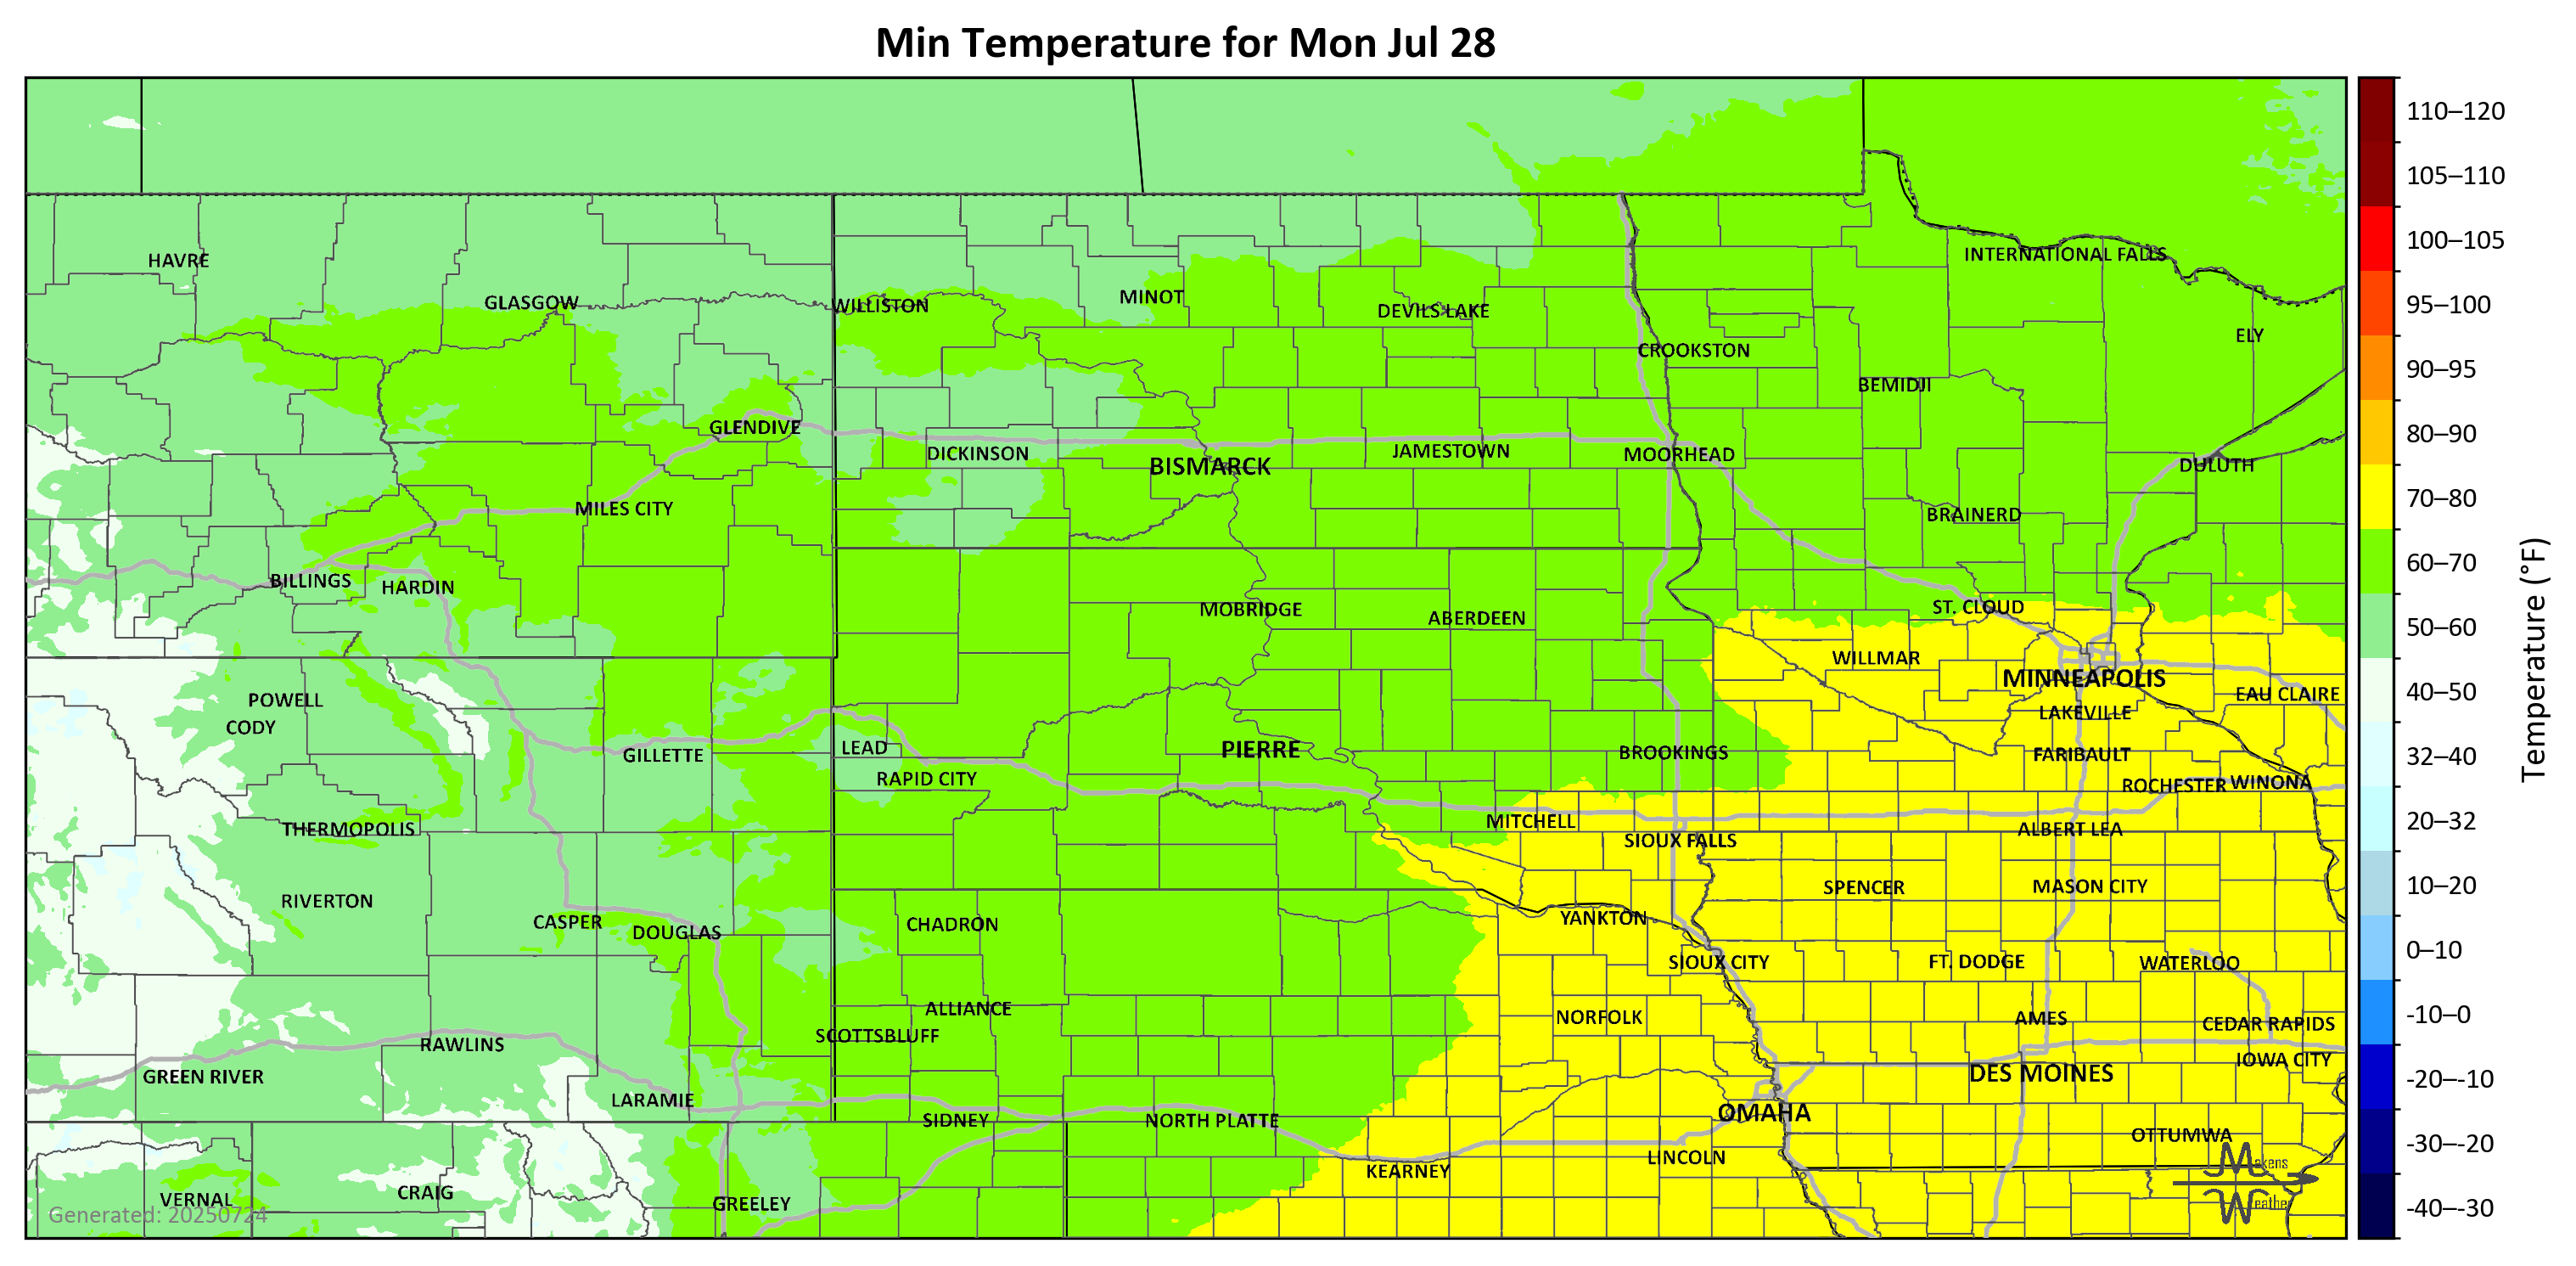 Min Temperature for Mon Jul 28
110–120
105–110
100–105
95–100
90–95
80–90
70–80
60–70
50–60
40–50
32–40
20–32
10–20
0–10
-10–0
-20–-10
-30–-20
-40–-30
Temperature (°F)
HAVRE
GLASGOW
WILLISTON
MINOT
DEVILS LAKE
INTERNATIONAL FALLS
ELY
CROOKSTON
BEMIDJI
GLENDIVE
DICKINSON
BISMARCK
JAMESTOWN
MOORHEAD
DULUTH
MILES CITY
BRAINERD
BILLINGS
HARDIN
MOBRIDGE
ABERDEEN
ST. CLOUD
WILLMAR
MINNEAPOLIS
EAU CLAIRE
POWELL
CODY
LAKEVILLE
GILLETTE
LEAD
PIERRE
BROOKINGS
FARIBAULT
RAPID CITY
ROCHESTER
WINONA
THERMOPOLIS
MITCHELL
ALBERT LEA
SIOUX FALLS
RIVERTON
SPENCER
MASON CITY
CASPER
DOUGLAS
CHADRON
YANKTON
SIOUX CITY
FT. DODGE
WATERLOO
ALLIANCE
NORFOLK
AMES
CEDAR RAPIDS
SCOTTSBLUFF
RAWLINS
IOWA CITY
GREEN RIVER
DES MOINES
LARAMIE
SIDNEY
NORTH PLATTE
OMAHA
OTTUMWA
LINCOLN
KEARNEY
VERNAL
CRAIG
GREELEY
Generated: 20250724
Makens
Weather